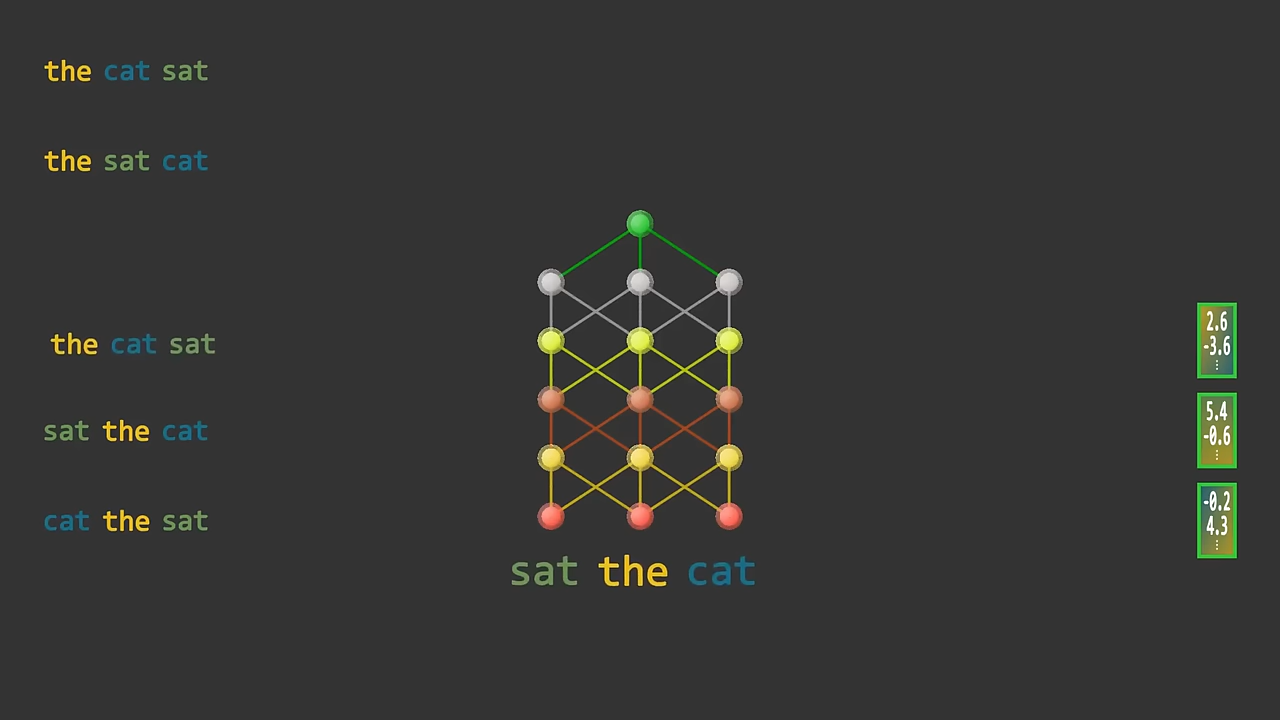 the cat sat
the sat cat
the cat sat
sat the cat
cat the sat
sat the cat
2.6
-3.6
⋮
5.4
-0.6
⋮
-0.2
4.3
⋮